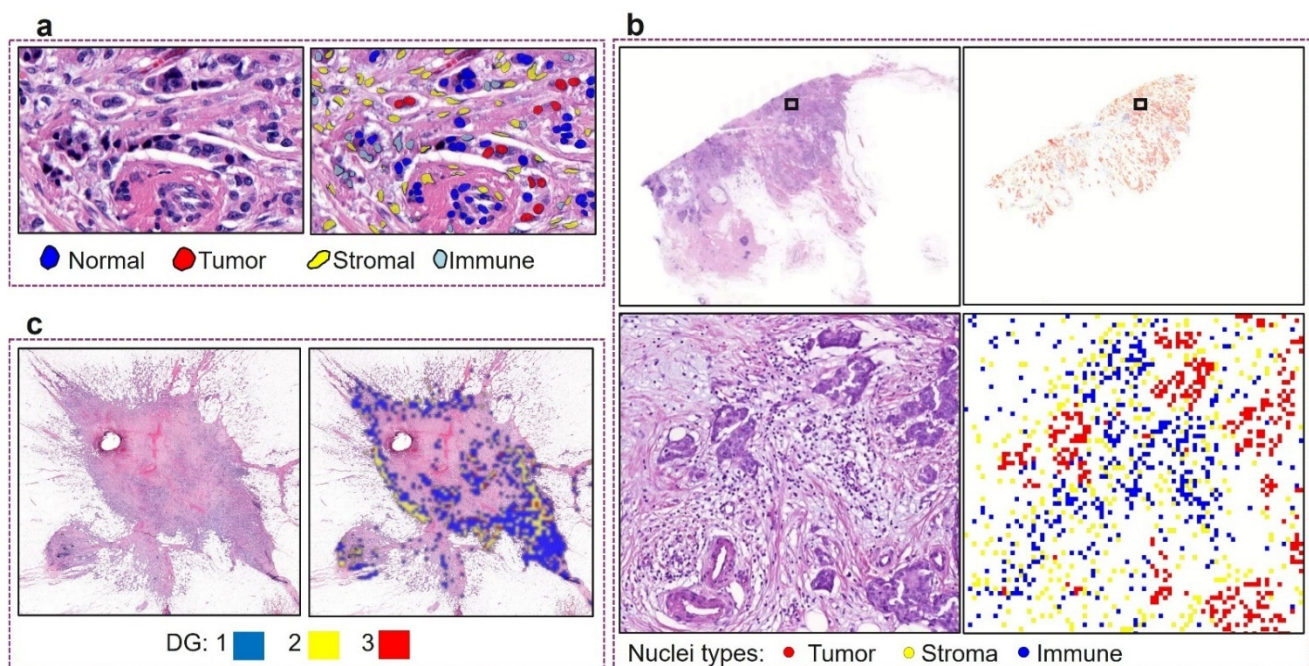 a
Normal Tumor Stromal Immune
b
Nuclei types: Tumor Stroma Immune
c
DG: 1 2 3